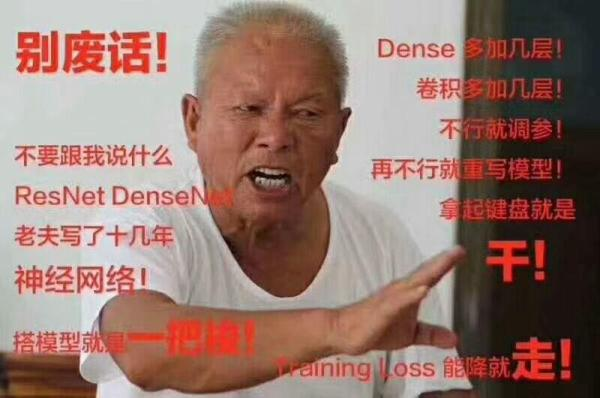 别废话！
不要跟我说什么
ResNet DenseNet
老夫写了十几年
神经网络！
搭模型就是一把梭！
Dense 多加几层！
卷积多加几层！
不行就调参！
再不行就重写模型！
拿起键盘就是
干！
Training Loss 能降就走！